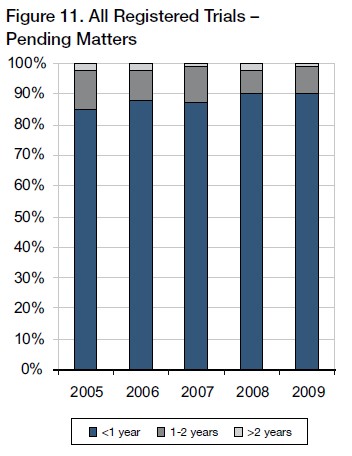 Figure 11. All Registered Trials –
Pending Matters
100%
90%
80%
70%
60%
50%
40%
30%
20%
10%
0%
2005 2006 2007 2008 2009
<1 year 1-2 years >2 years